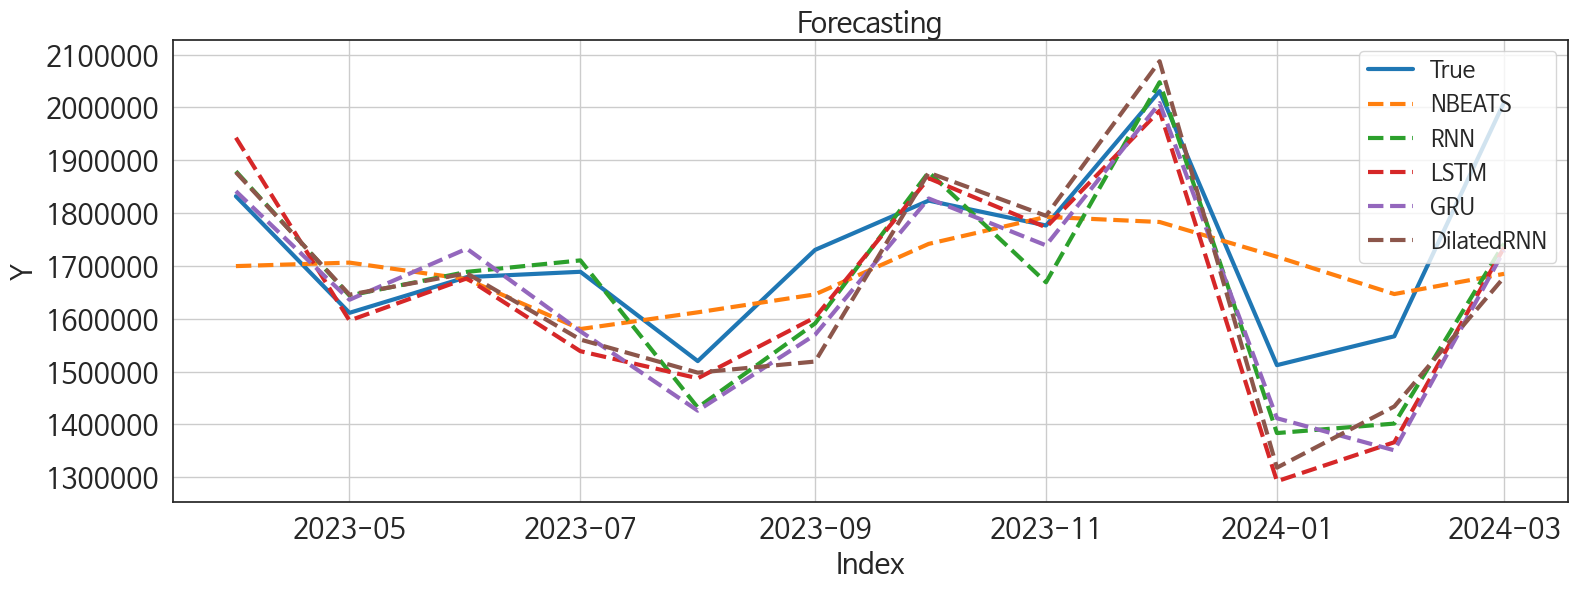 Forecasting
2100000
2000000
1900000
1800000
1700000
1600000
1500000
1400000
1300000
Y
True
NBEATS
RNN
LSTM
GRU
DilatedRNN
2023-05
2023-07
2023-09
2023-11
2024-01
2024-03
Index